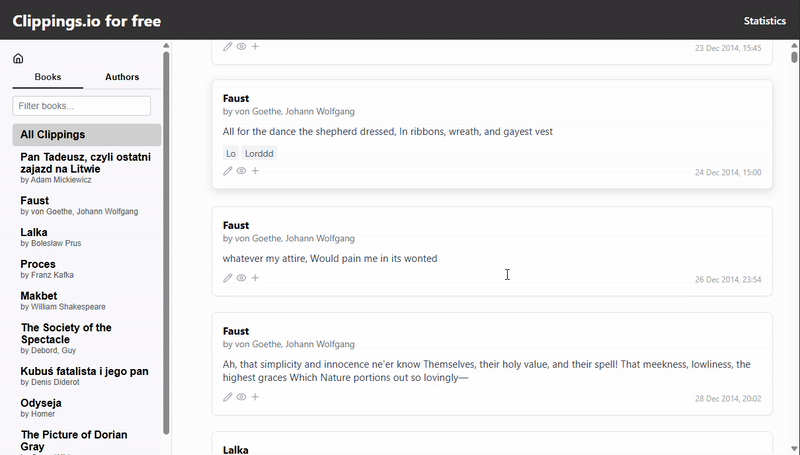 Clippings.io for free
Statistics
Books
Authors
Filter books...
All Clippings
Pan Tadeusz, czyli ostatni
zajazd na Litwie
by Adam Mickiewicz
Faust
by von Goethe, Johann Wolfgang
Lalka
by Bolesław Prus
Proces
by Franz Kafka
Makbet
by William Shakespeare
The Society of the
Spectacle
by Debord, Guy
Kubuś fatalista i jego pan
by Denis Diderot
Odyseja
by Homer
The Picture of Dorian
Gray
23 Dec 2014, 15:45
Faust
by von Goethe, Johann Wolfgang
All for the dance the shepherd dressed, In ribbons, wreath, and gayest vest
Lo Lorddd
24 Dec 2014, 15:00
Faust
by von Goethe, Johann Wolfgang
whatever my attire, Would pain me in its wonted
26 Dec 2014, 23:54
Faust
by von Goethe, Johann Wolfgang
Ah, that simplicity and innocence ne'er know Themselves, their holy value, and their spell! That meekness, lowliness, the
highest graces Which Nature portions out so lovingly—
28 Dec 2014, 20:02
Lalka